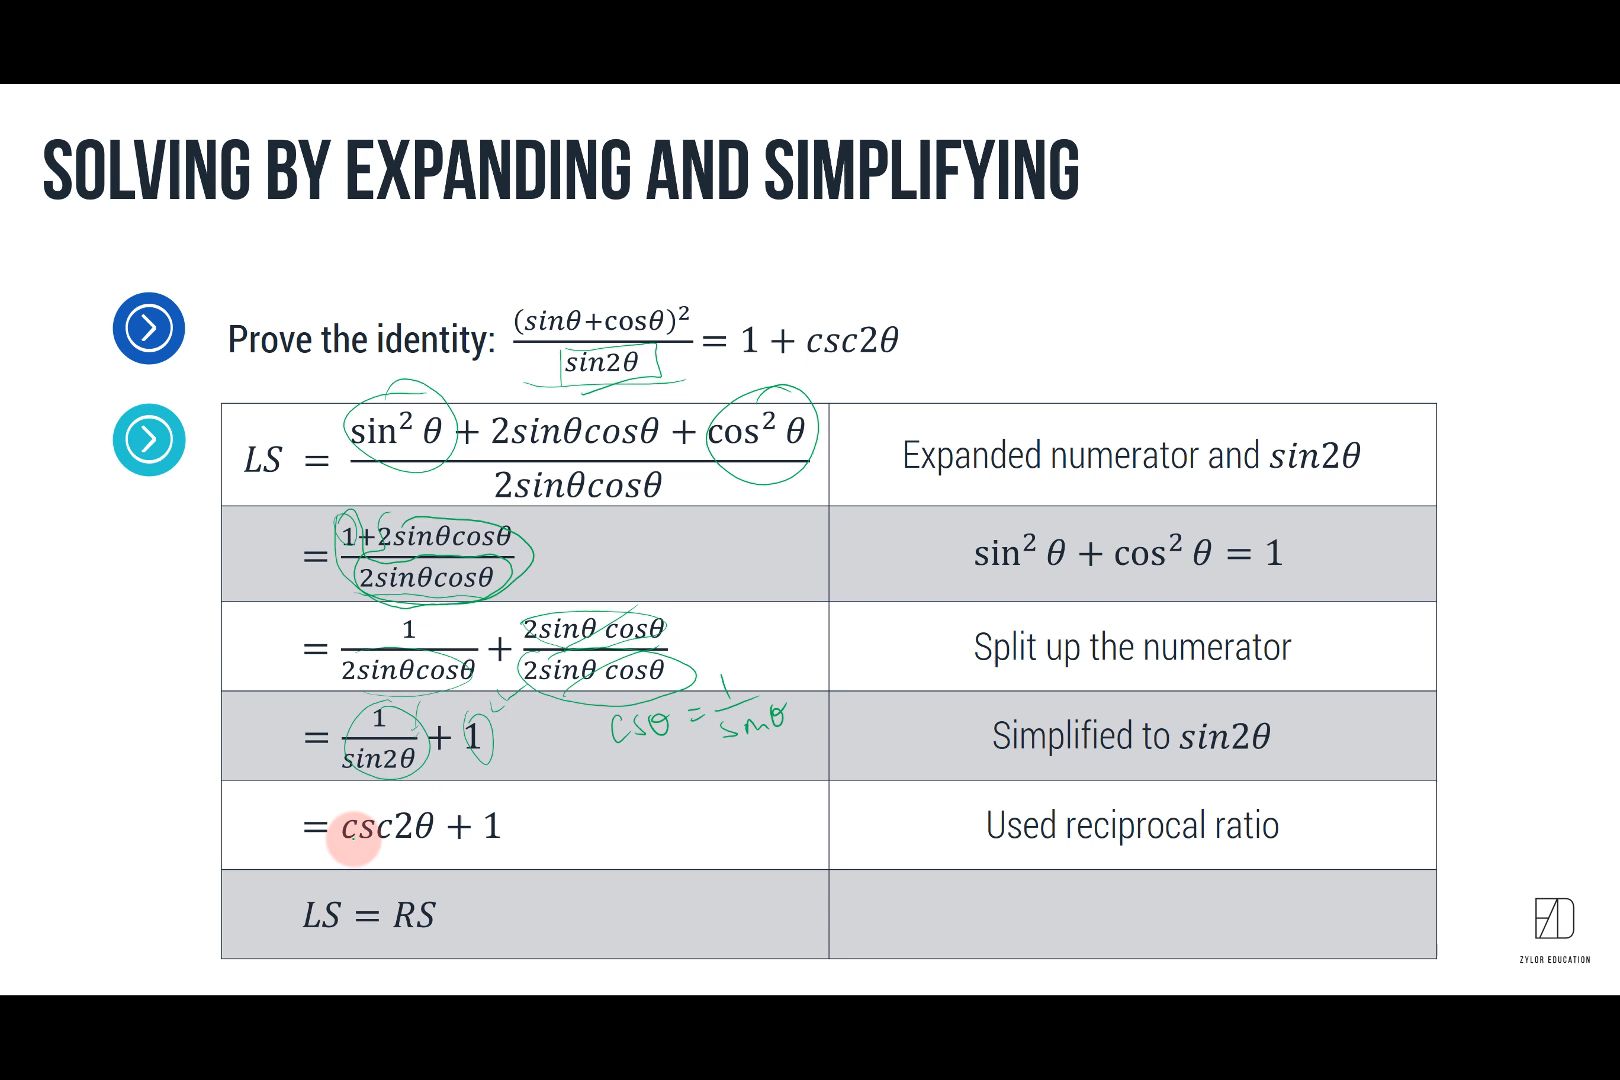 SOLVING BY EXPANDING AND SIMPLIFYING
Prove the identity: (sinθ+cosθ)² / sin2θ = 1 + csc2θ
LS = (sin² θ + 2sinθcosθ + cos² θ) / 2sinθcosθ
Expanded numerator and sin2θ
= (1+2sinθcosθ) / 2sinθcosθ
sin² θ + cos² θ = 1
= 1 / 2sinθcosθ + 2sinθ cosθ / 2sinθ cosθ
Split up the numerator
= 1 / sin2θ + 1
csθ = 1 / sinθ
Simplified to sin2θ
= csc2θ + 1
Used reciprocal ratio
LS = RS
ZYLOR EDUCATION